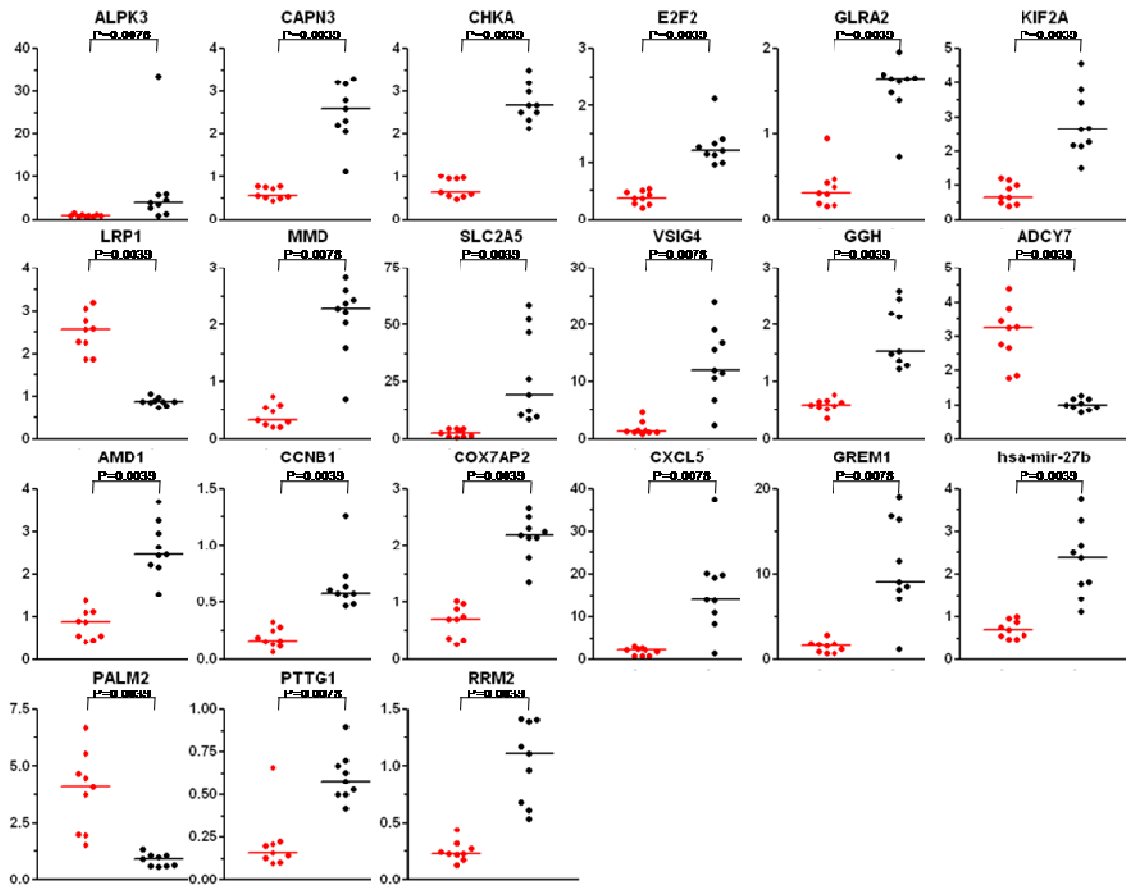 ALPK3 CAPN3 CHKA E2F2 GLRA2 KIF2A
P=0.0078 P=0.0039 P=0.0039 P=0.0039 P=0.0039 P=0.0039
40 4 4 3 2 5
4
30 3 3
2
3
20 2 2 1
2
1
10 1 1
1
0 0 0 0 0 0
LRP1 MMD SLC2A5 VSIG4 GGH ADCY7
P=0.0039 P=0.0078 P=0.0039 P=0.0078 P=0.0039 P=0.0039
4 3 75 30 3 5
4
3
2 50 20 2
3
2
2
1 25 10 1
1
1
0 0 0 0 0 0
AMD1 CCNB1 COX7AP2 CXCL5 GREM1 hsa-mir-27b
P=0.0039 P=0.0039 P=0.0039 P=0.0078 P=0.0078 P=0.0039
4 1.5 3 40 20 4
3 30 3
1.0 2
2 20 10 2
0.5 1
1 10 1
0 0.0 0 0 0 0
PALM2 PTTG1 RRM2
P=0.0039 P=0.0078 P=0.0039
7.5 1.00 1.5
0.75
5.0 1.0
0.50
2.5 0.5
0.25
0.0 0.00 0.0